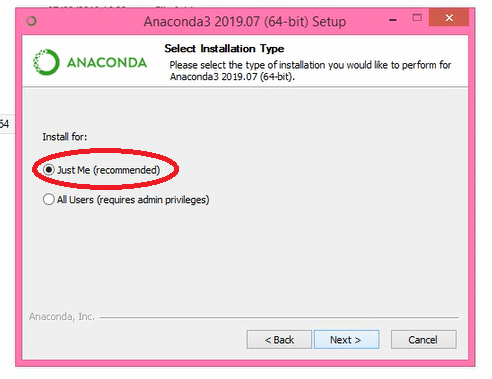 Anaconda3 2019.07 (64-bit) Setup
ANACONDA
Select Installation Type
Please select the type of installation you would like to perform for
Anaconda3 2019.07 (64-bit).
64
Install for:
Just Me (recommended)
All Users (requires admin privileges)
Anaconda, Inc.
< Back
Next >
Cancel